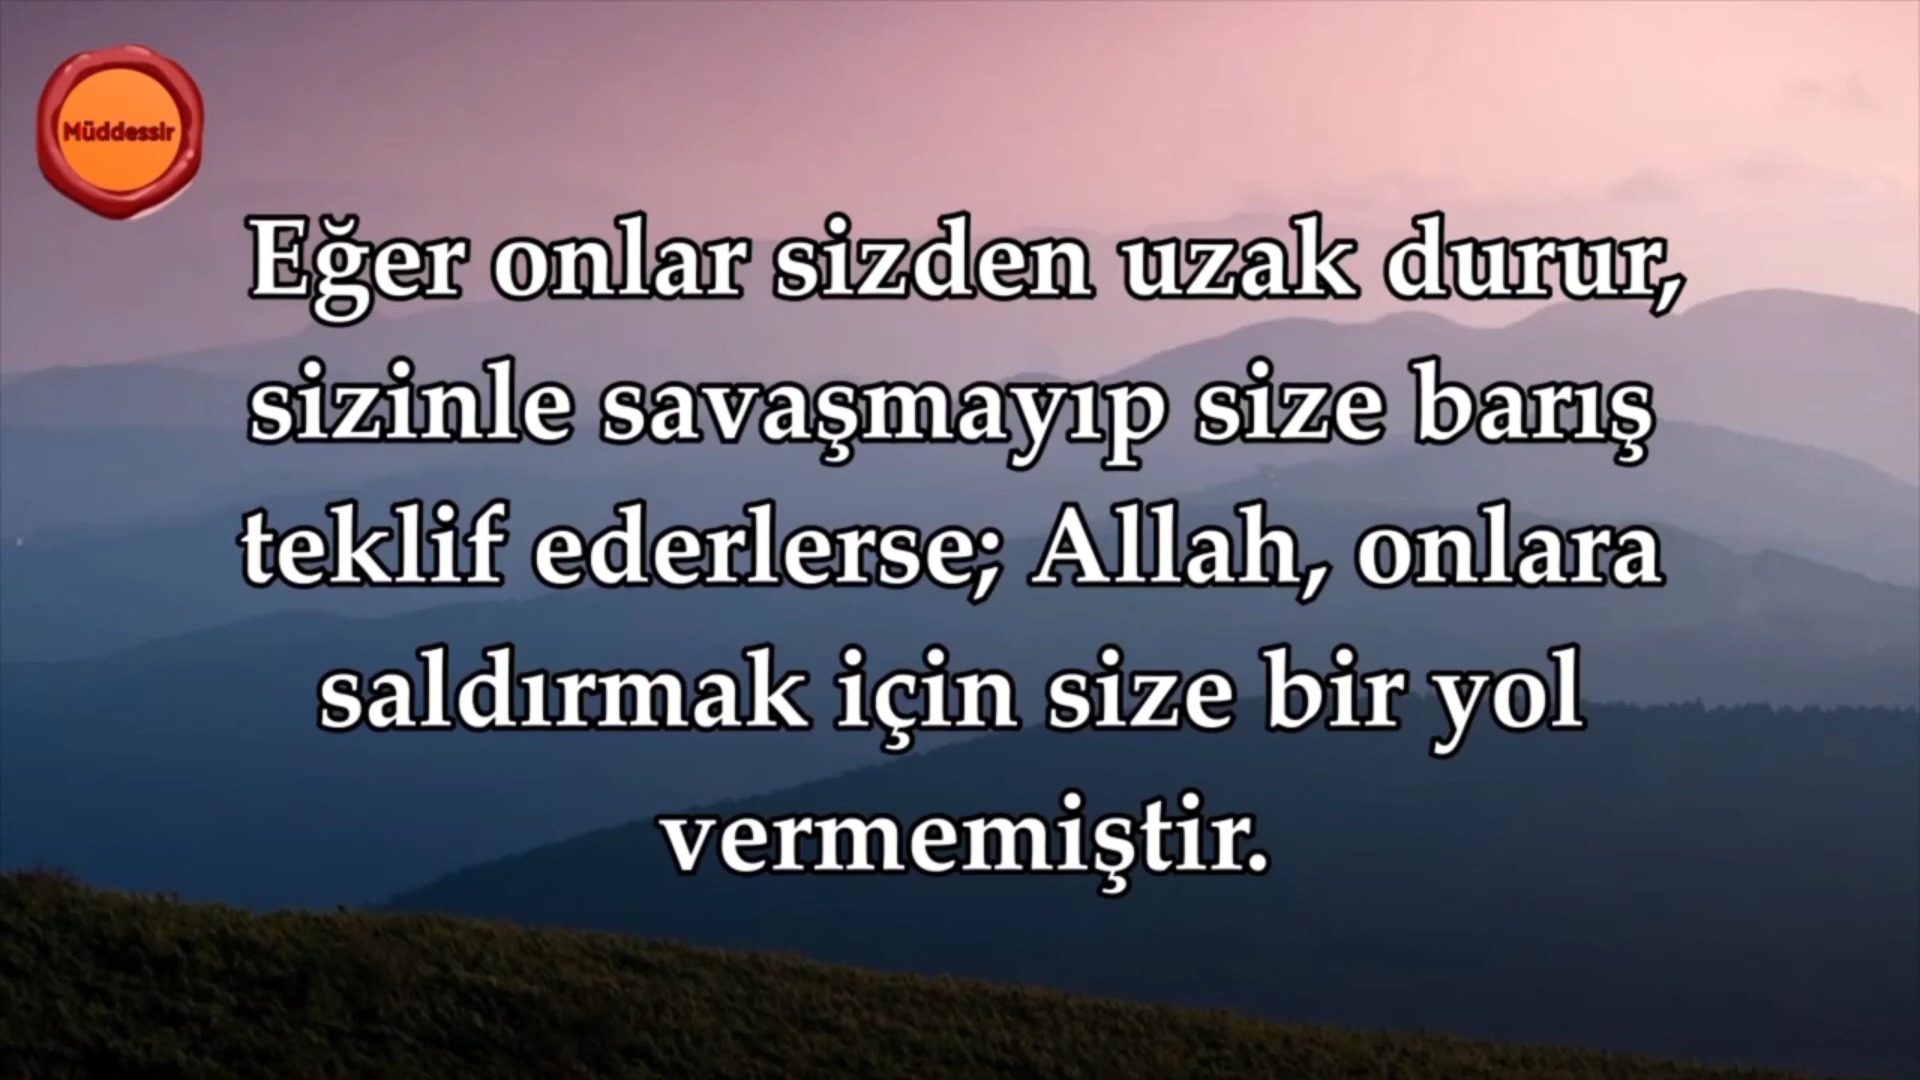 Müddessir
Eğer onlar sizden uzak durur,
sizinle savaşmayıp size barış
teklif ederlerse; Allah, onlara
saldırmak için size bir yol
vermemiştir.